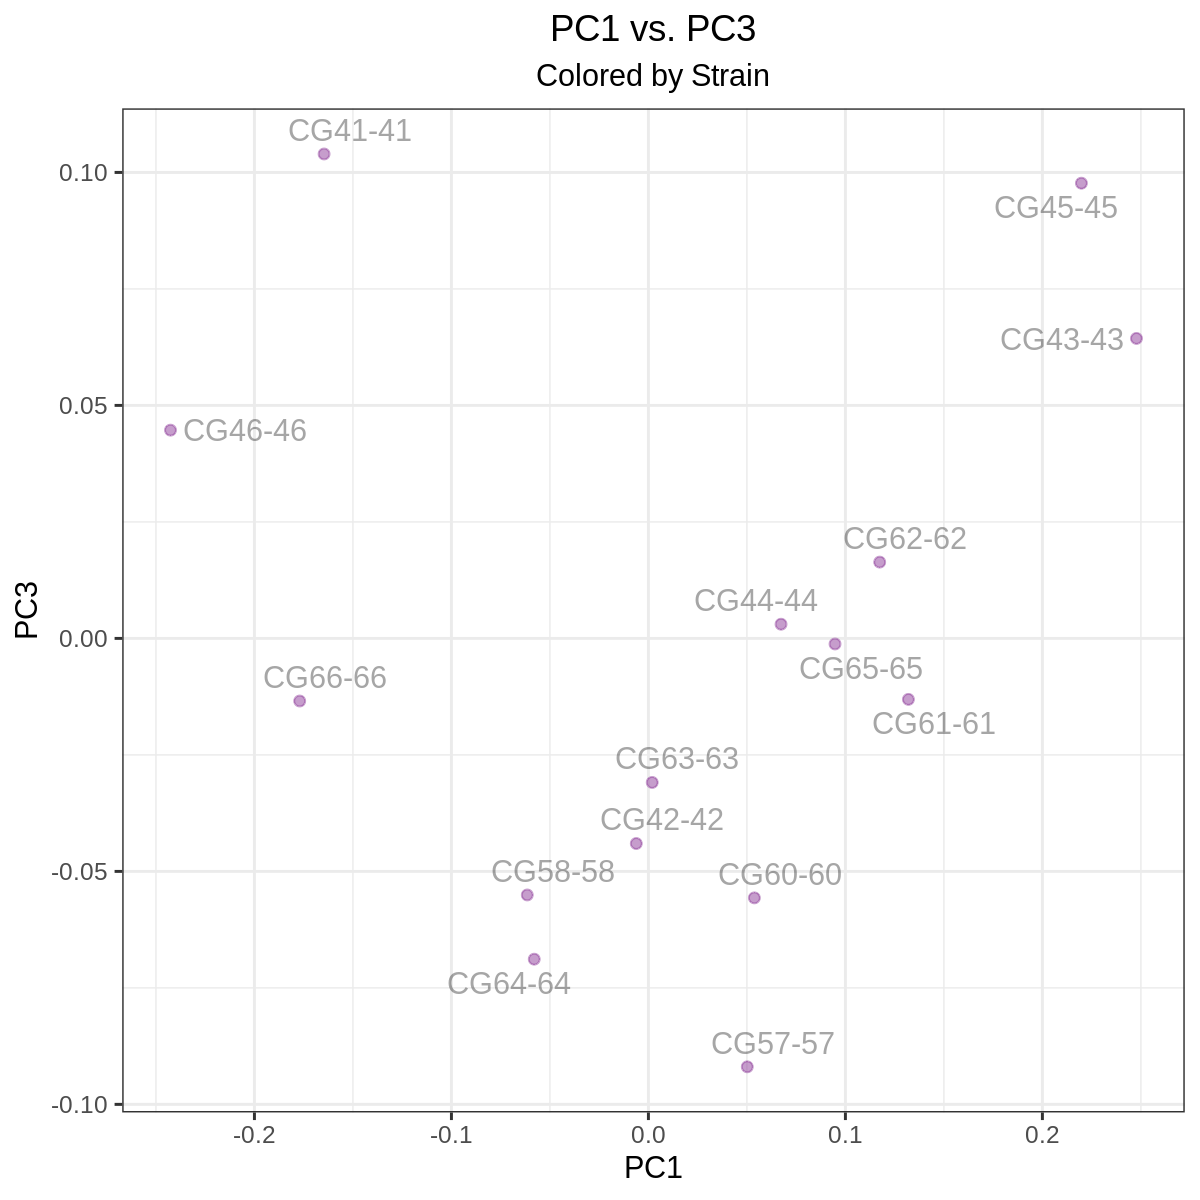 PC1 vs. PC3
Colored by Strain
CG41-41
0.10
CG45-45
CG43-43
0.05
CG46-46
CG62-62
CG44-44
0.00
CG65-65
CG66-66
CG61-61
CG63-63
CG42-42
-0.05
CG58-58
CG60-60
CG64-64
CG57-57
-0.10
PC3
-0.2 -0.1 0.0 0.1 0.2
PC1